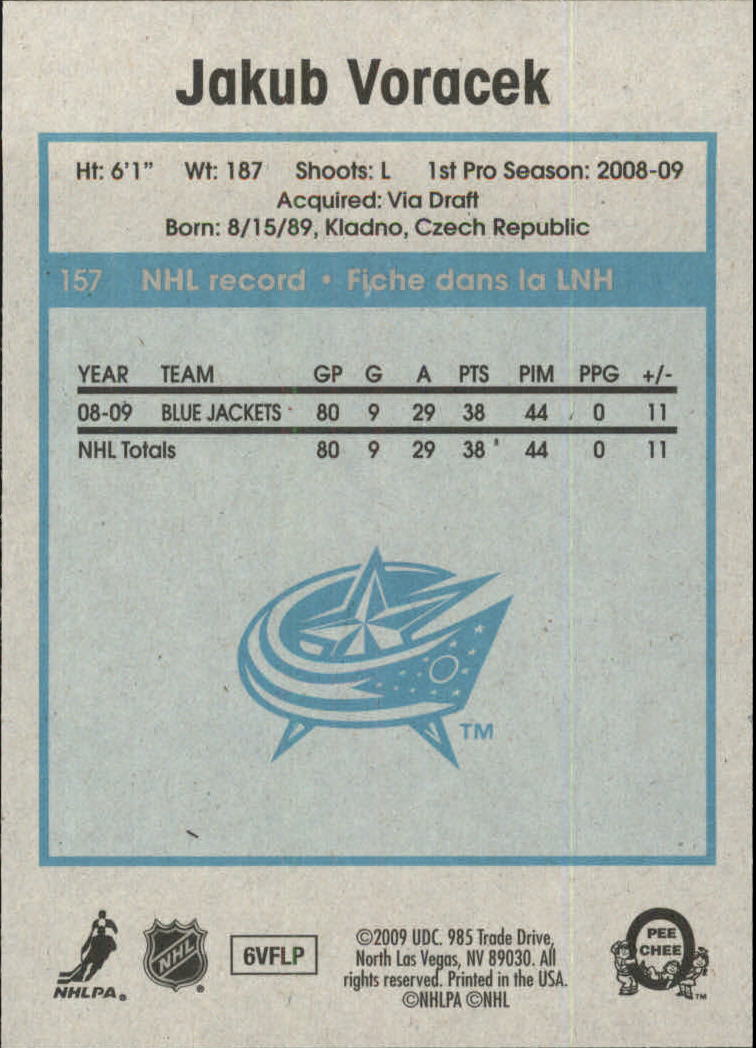 Jakub Voracek
Ht: 6'1" Wt: 187 Shoots: L 1st Pro Season: 2008-09
Acquired: Via Draft
Born: 8/15/89, Kladno, Czech Republic
157 NHL record • Fiche dans la LNH
YEAR TEAM GP G A PTS PIM PPG +/-
08-09 BLUE JACKETS 80 9 29 38 44 0 11
NHL Totals 80 9 29 38 44 0 11
TM
NHLPA®
NHL®
6VFLP
©2009 UDC. 985 Trade Drive,
North Las Vegas, NV 89030. All
rights reserved. Printed in the USA.
©NHLPA ©NHL
O
PEE
CHEE
TM